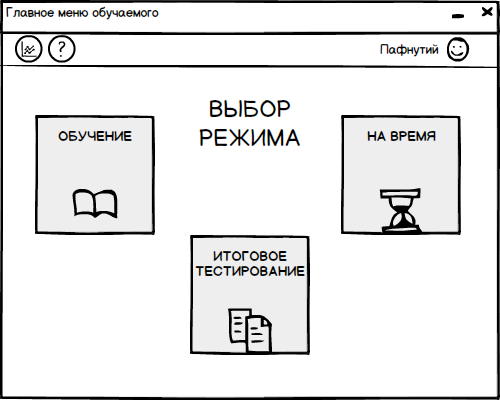 Главное меню обучаемого
?
Пафнутий
ВЫБОР
РЕЖИМА
ОБУЧЕНИЕ
НА ВРЕМЯ
ИТОГОВОЕ
ТЕСТИРОВАНИЕ